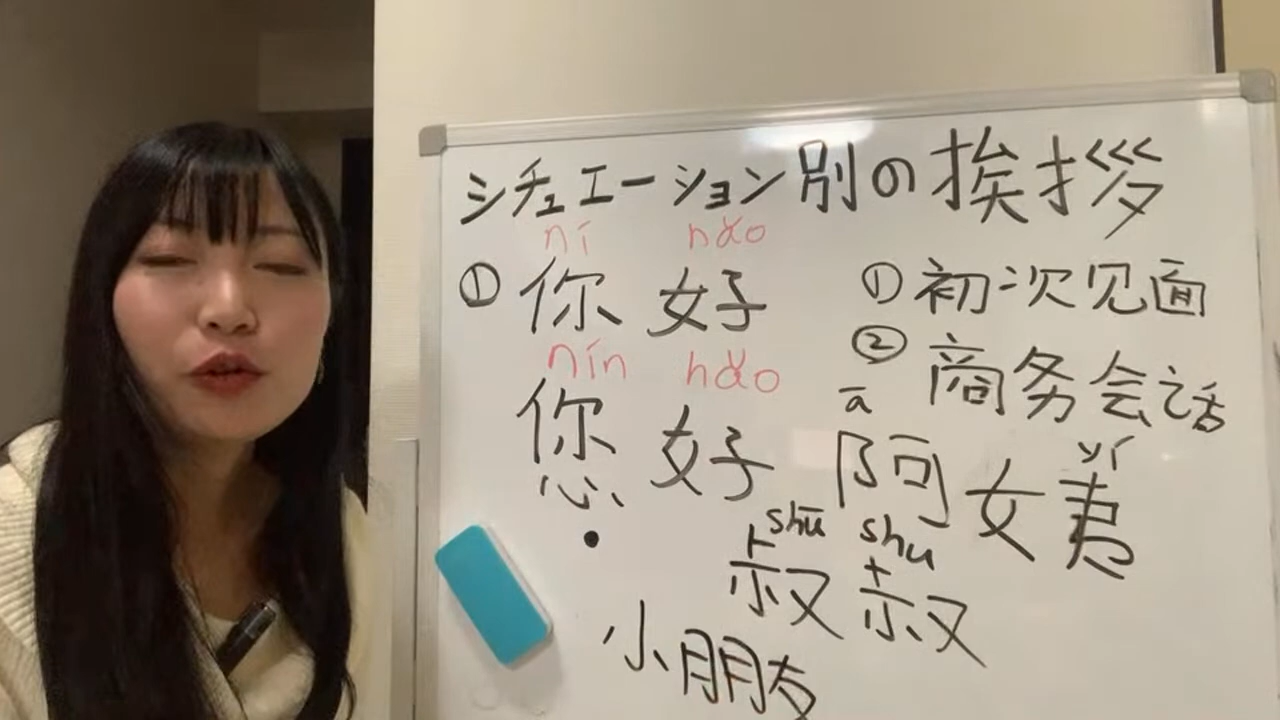 シチュエーション別の挨拶
nǐ hǎo
① 你 好
nín hǎo
您 好
① 初次见面
② 商务会话
ā yí
阿姨
shū shu
叔叔
小朋友